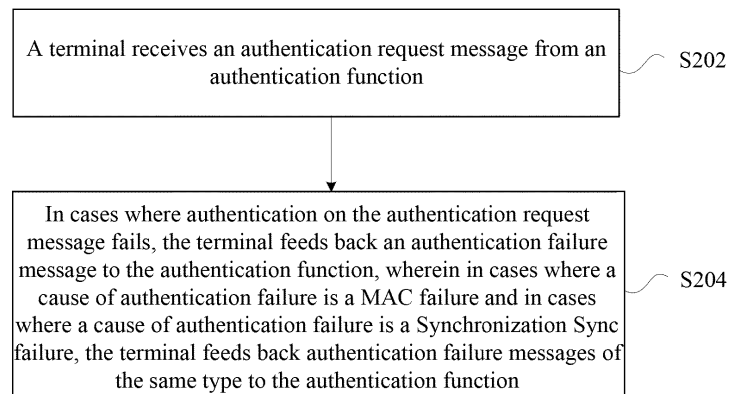 A terminal receives an authentication request message from an
authentication function
S202
In cases where authentication on the authentication request
message fails, the terminal feeds back an authentication failure
message to the authentication function, wherein in cases where a
cause of authentication failure is a MAC failure and in cases
where a cause of authentication failure is a Synchronization Sync
failure, the terminal feeds back authentication failure messages of
the same type to the authentication function
S204